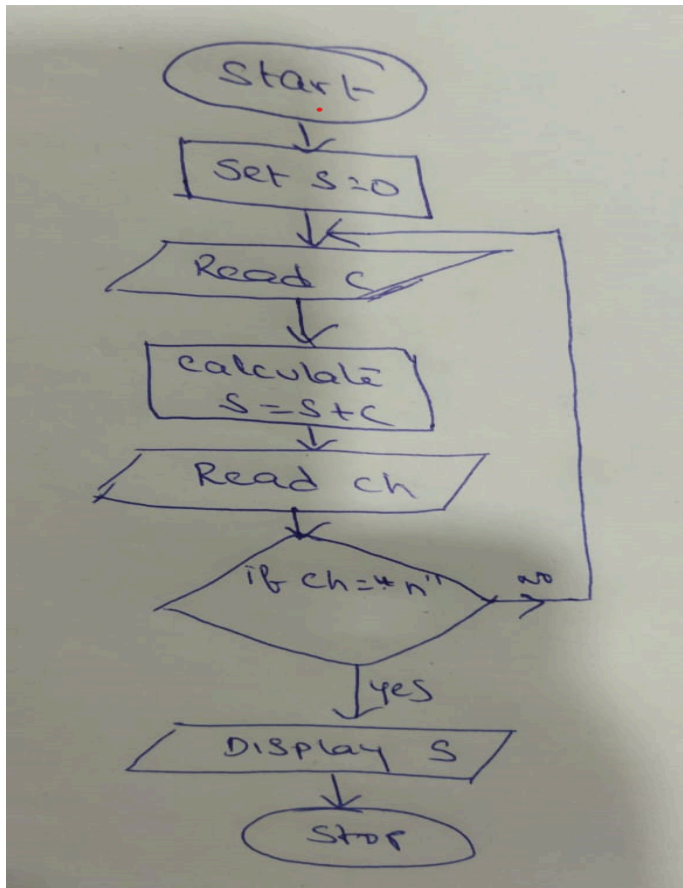 Start
Set S=0
Read C
Calculate
S=S+C
Read ch
if ch="n"
no
yes
Display S
Stop